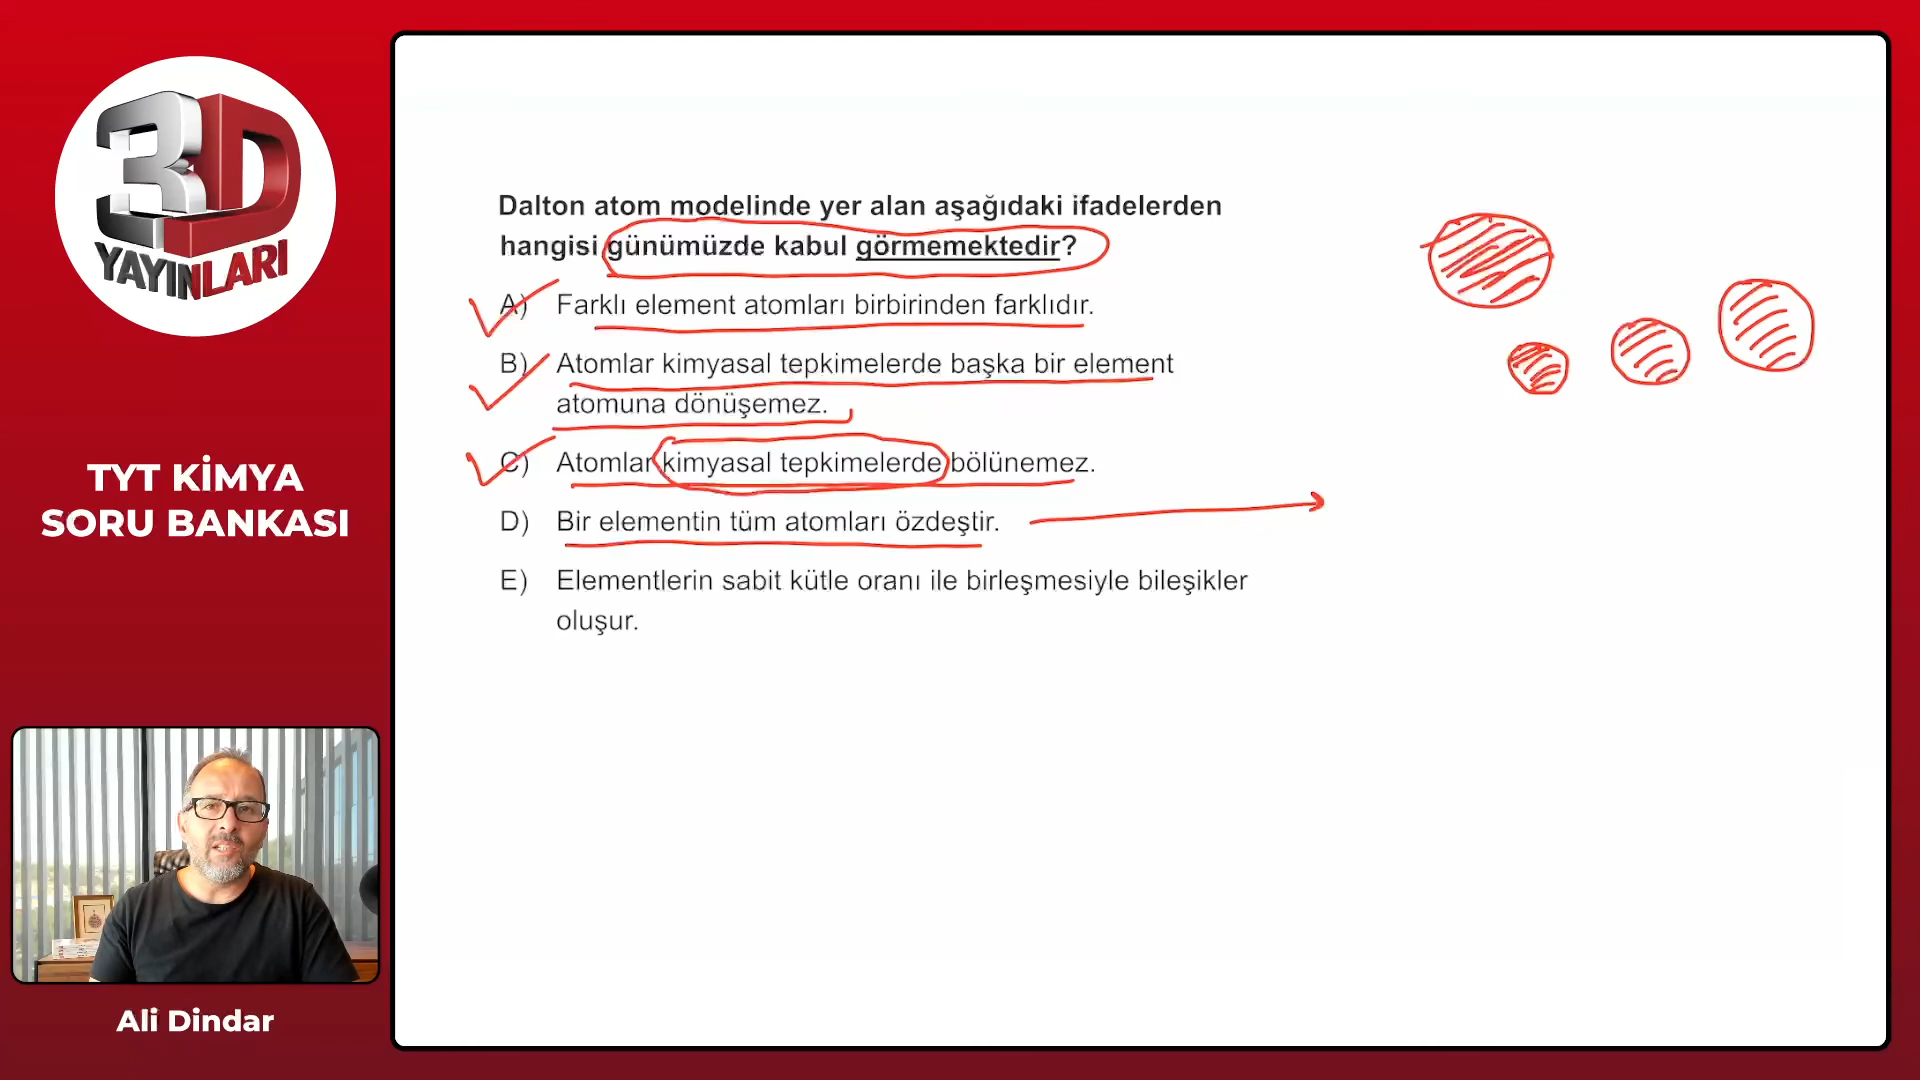 3D
YAYINLARI
TYT KİMYA
SORU BANKASI
Ali Dindar
Dalton atom modelinde yer alan aşağıdaki ifadelerden
hangisi günümüzde kabul görmemektedir?
A) Farklı element atomları birbirinden farklıdır.
B) Atomlar kimyasal tepkimelerde başka bir element
atomuna dönüşemez.
C) Atomlar kimyasal tepkimelerde bölünemez.
D) Bir elementin tüm atomları özdeştir.
E) Elementlerin sabit kütle oranı ile birleşmesiyle bileşikler
oluşur.